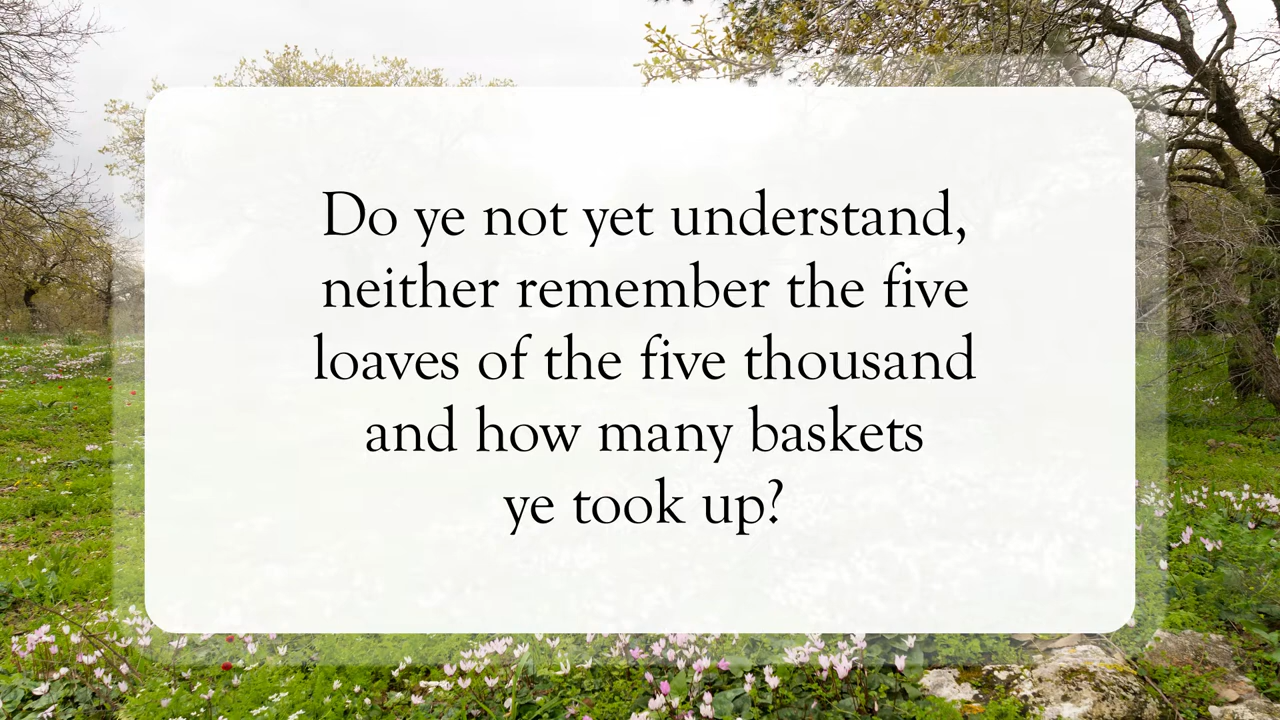 Do ye not yet understand,
neither remember the five
loaves of the five thousand
and how many baskets
ye took up?